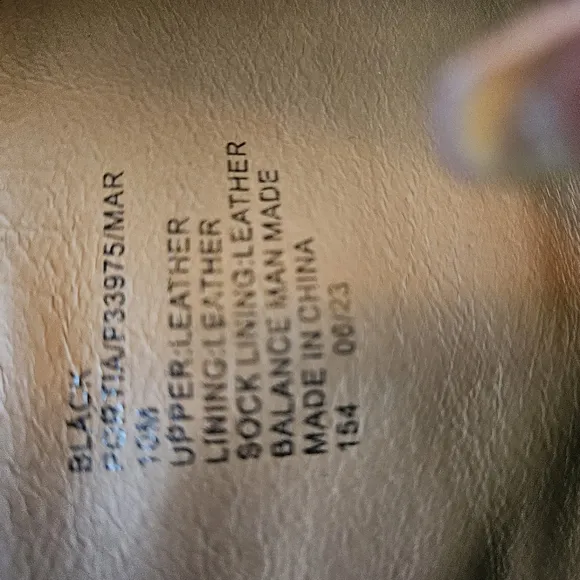 BLACK
PORTIA/P33975/MAR
10M
UPPER:LEATHER
LINING:LEATHER
SOCK LINING:LEATHER
BALANCE MAN MADE
MADE IN CHINA
154 06/23